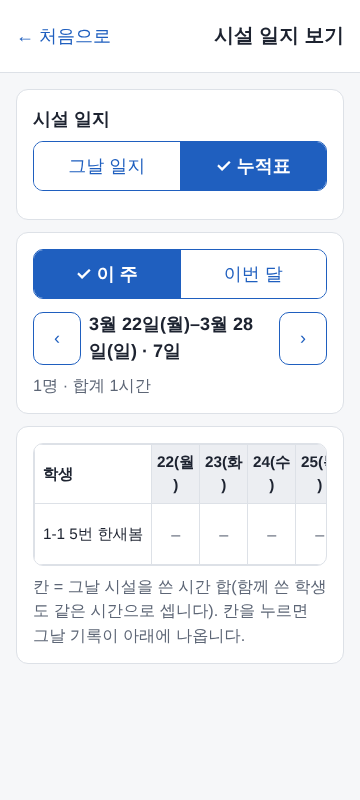 ← 처음으로
시설 일지 보기
시설 일지
그날 일지
✓ 누적표
✓ 이 주
이번 달
‹
3월 22일(월)–3월 28
일(일) · 7일
›
1명 · 합계 1시간
학생
22(월
)
23(화
)
24(수
)
25(
)
1-1 5번 한새봄
–
–
–
–
칸 = 그날 시설을 쓴 시간 합(함께 쓴 학생
도 같은 시간으로 셉니다). 칸을 누르면
그날 기록이 아래에 나옵니다.